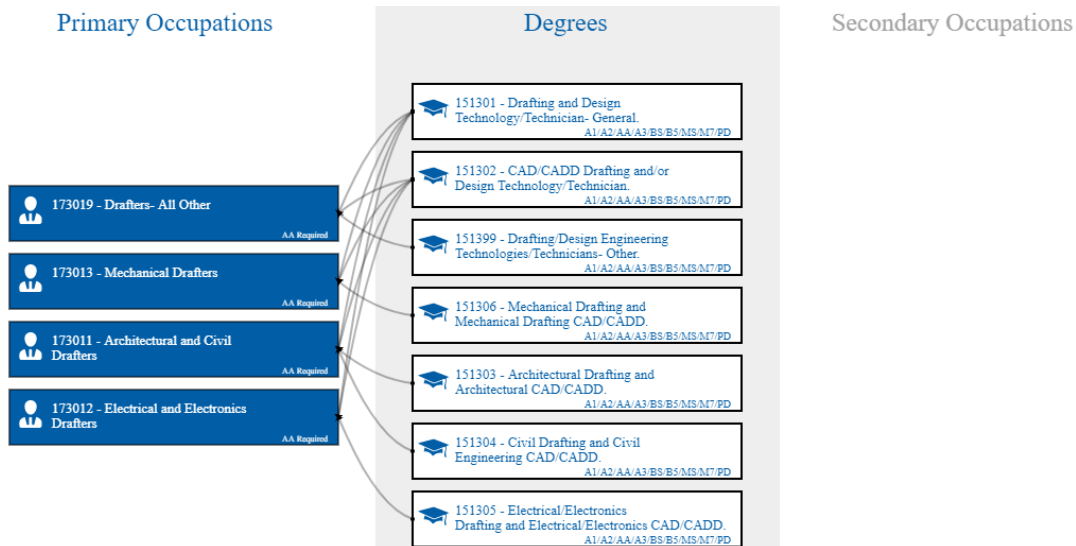 Primary Occupations
Degrees
Secondary Occupations
173019 - Drafters- All Other
AA Required
173013 - Mechanical Drafters
AA Required
173011 - Architectural and Civil
Drafters
AA Required
173012 - Electrical and Electronics
Drafters
AA Required
151301 - Drafting and Design
Technology/Technician- General.
A1/A2/AA/A3/BS/B5/MS/M7/PD
151302 - CAD/CADD Drafting and/or
Design Technology/Technician.
A1/A2/AA/A3/BS/B5/MS/M7/PD
151399 - Drafting/Design Engineering
Technologies/Technicians- Other.
A1/A2/AA/A3/BS/B5/MS/M7/PD
151306 - Mechanical Drafting and
Mechanical Drafting CAD/CADD.
A1/A2/AA/A3/BS/B5/MS/M7/PD
151303 - Architectural Drafting and
Architectural CAD/CADD.
A1/A2/AA/A3/BS/B5/MS/M7/PD
151304 - Civil Drafting and Civil
Engineering CAD/CADD.
A1/A2/AA/A3/BS/B5/MS/M7/PD
151305 - Electrical/Electronics
Drafting and Electrical/Electronics CAD/CADD.
A1/A2/AA/A3/BS/B5/MS/M7/PD